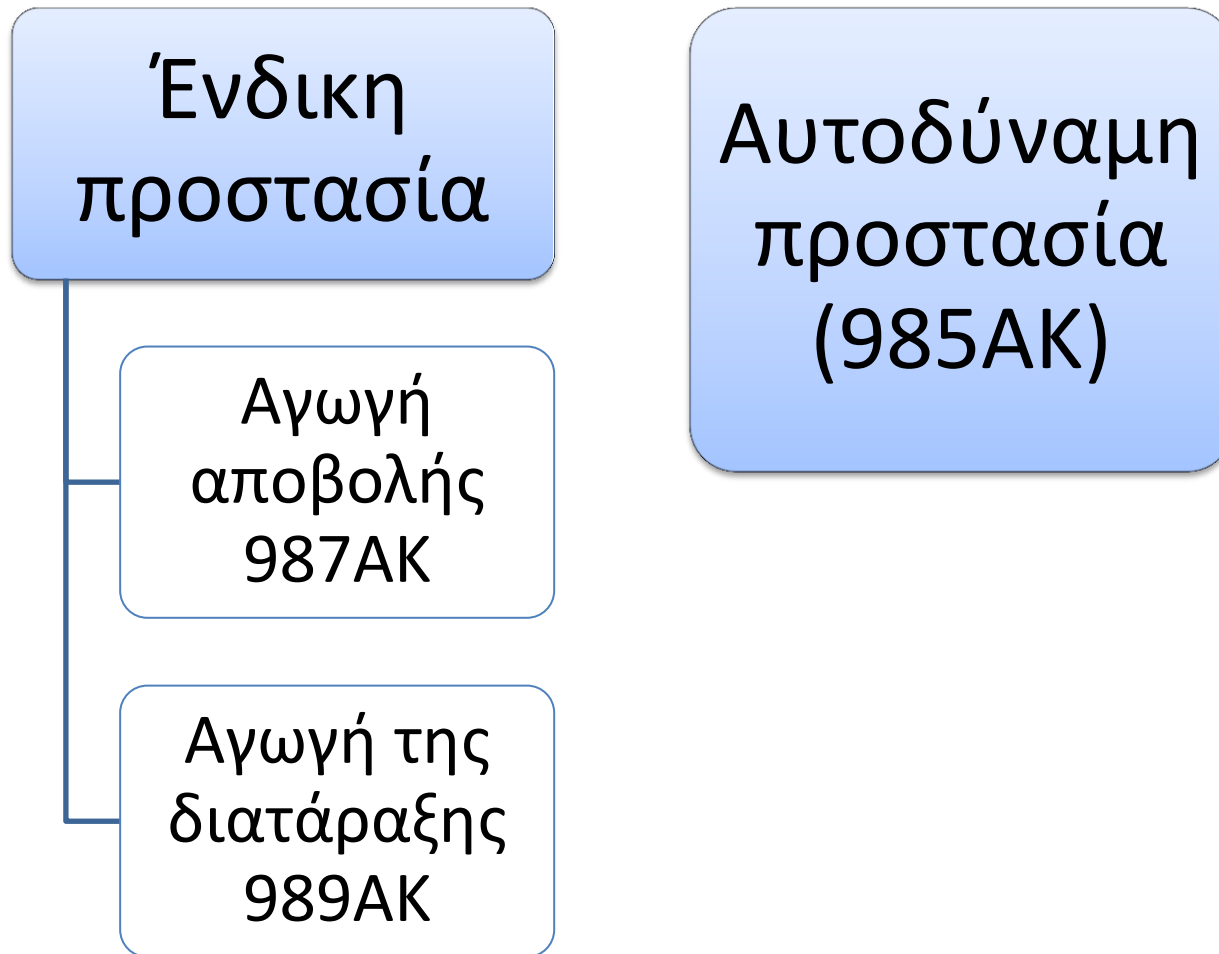 Ένδικη
προστασία
Αγωγή
αποβολής
987ΑΚ
Αγωγή της
διατάραξης
989ΑΚ
Αυτοδύναμη
προστασία
(985ΑΚ)